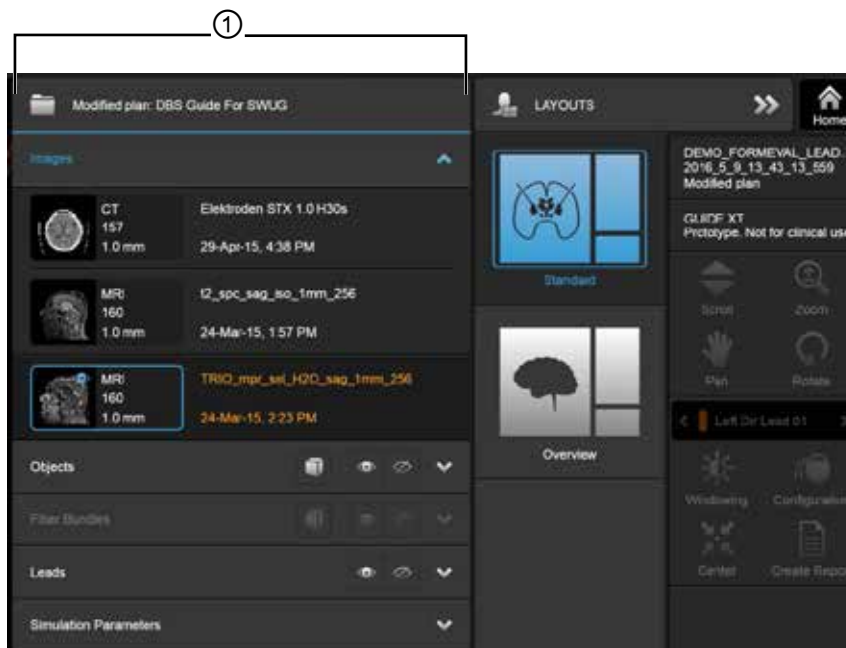 ①
Modified plan: DBS Guide For SWUG
Images
CT
157
1.0 mm
Elektroden STX 1.0 H30s
29-Apr-15, 4:38 PM
MRI
160
1.0 mm
t2_spc_sag_iso_1mm_256
24-Mar-15, 1:57 PM
MRI
160
1.0 mm
TRIO_mpr_sel_H2O_sag_1mm_256
24-Mar-15, 2:23 PM
Objects
Fiber Bundles
Leads
Simulation Parameters
LAYOUTS
Standard
Overview
Home
DEMO_FORMEVAL_LEAD
2016_5_9_13_43_13_559
Modified plan
GUIDE XT
Prototype. Not for clinical use
Scroll
Zoom
Pan
Rotate
Left Dir Lead 01
Windowing
Configuration
Center
Create Repo